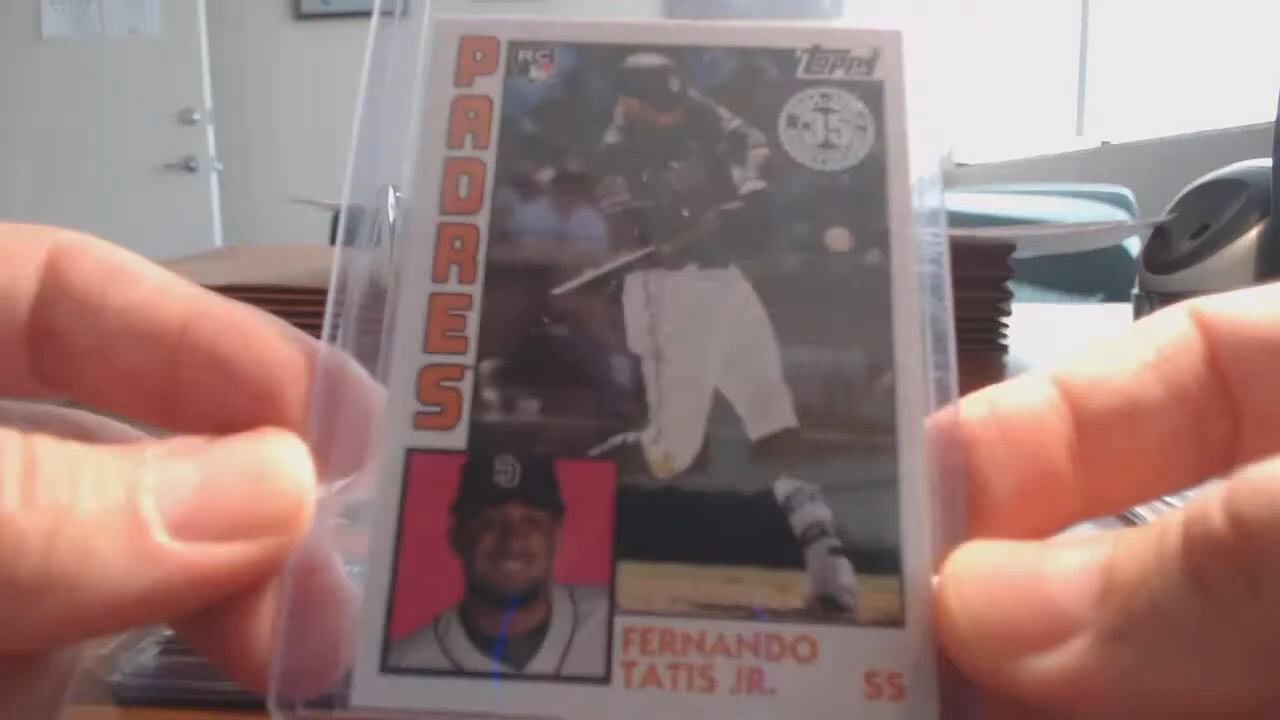 PADRES
RC
Topps
35
FERNANDO
TATIS JR.
SS